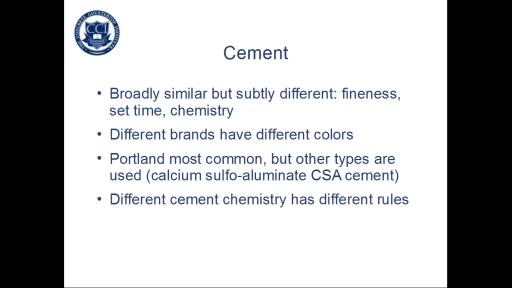 CCI
Cement
• Broadly similar but subtly different: fineness,
set time, chemistry
• Different brands have different colors
• Portland most common, but other types are
used (calcium sulfo-aluminate CSA cement)
• Different cement chemistry has different rules